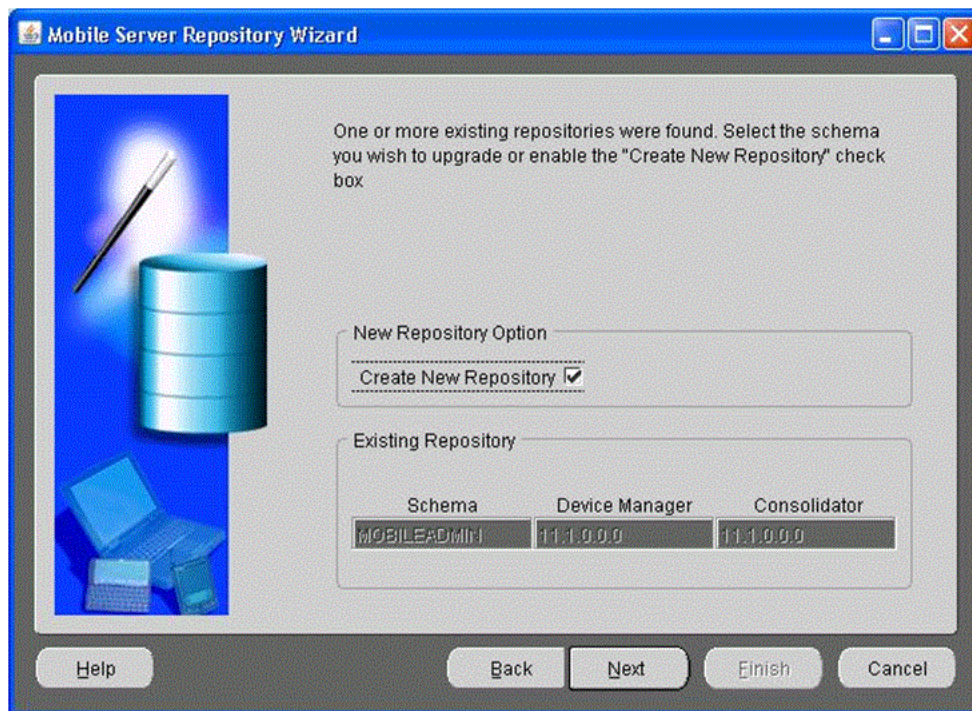 Mobile Server Repository Wizard
One or more existing repositories were found. Select the schema
you wish to upgrade or enable the "Create New Repository" check
box
New Repository Option
Create New Repository
Existing Repository
Schema Device Manager Consolidator
MOBILEADMIN 11.1.0.0.0 11.1.0.0.0
Help Back Next Finish Cancel